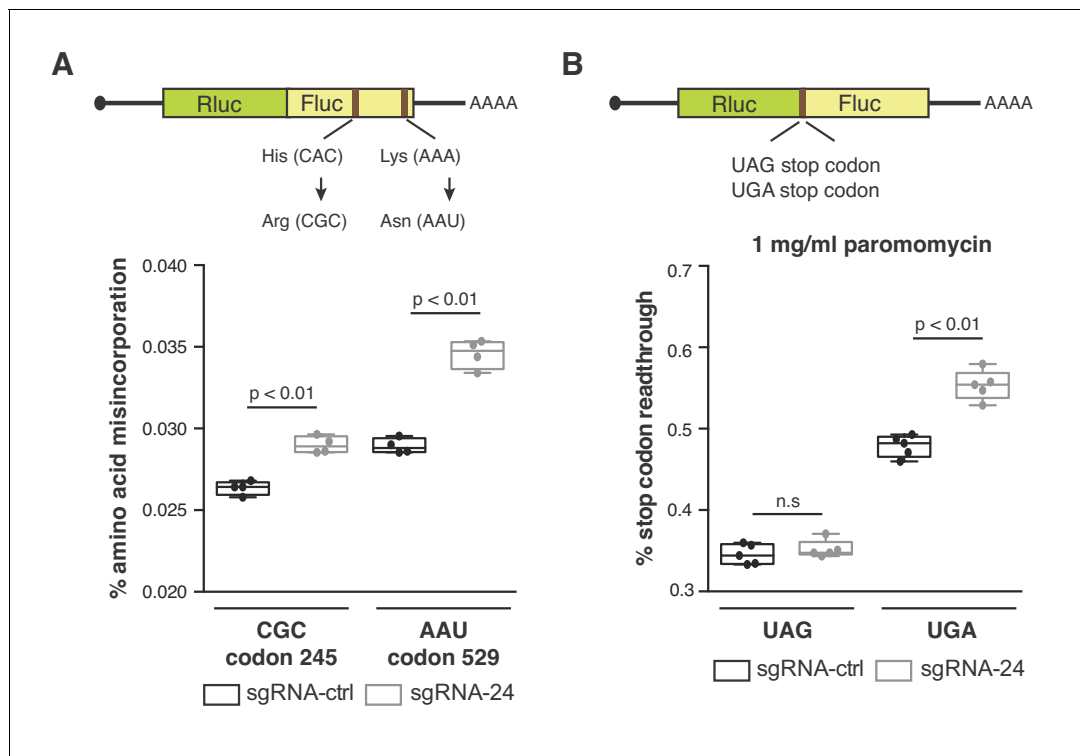 A
Rluc
Fluc
AAAA
His (CAC)
Lys (AAA)
Arg (CGC)
Asn (AAU)
% amino acid misincorporation
0.040
0.035
0.030
0.025
0.020
p < 0.01
p < 0.01
CGC
codon 245
AAU
codon 529
sgRNA-ctrl
sgRNA-24
B
Rluc
Fluc
AAAA
UAG stop codon
UGA stop codon
1 mg/ml paromomycin
% stop codon readthrough
0.7
0.6
0.5
0.4
0.3
n.s
p < 0.01
UAG
UGA
sgRNA-ctrl
sgRNA-24